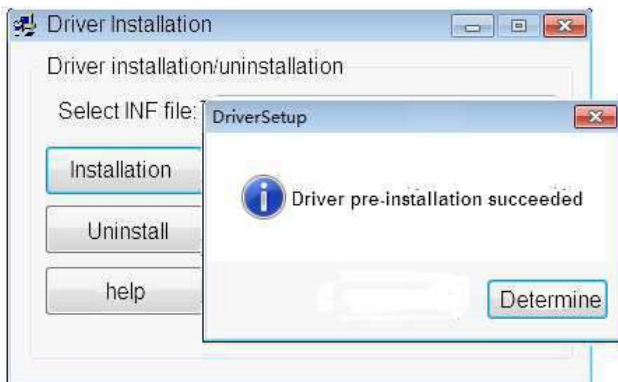 Driver Installation
Driver installation/uninstallation
Select INF file:
DriverSetup
Installation
Driver pre-installation succeeded
Uninstall
help
Determine